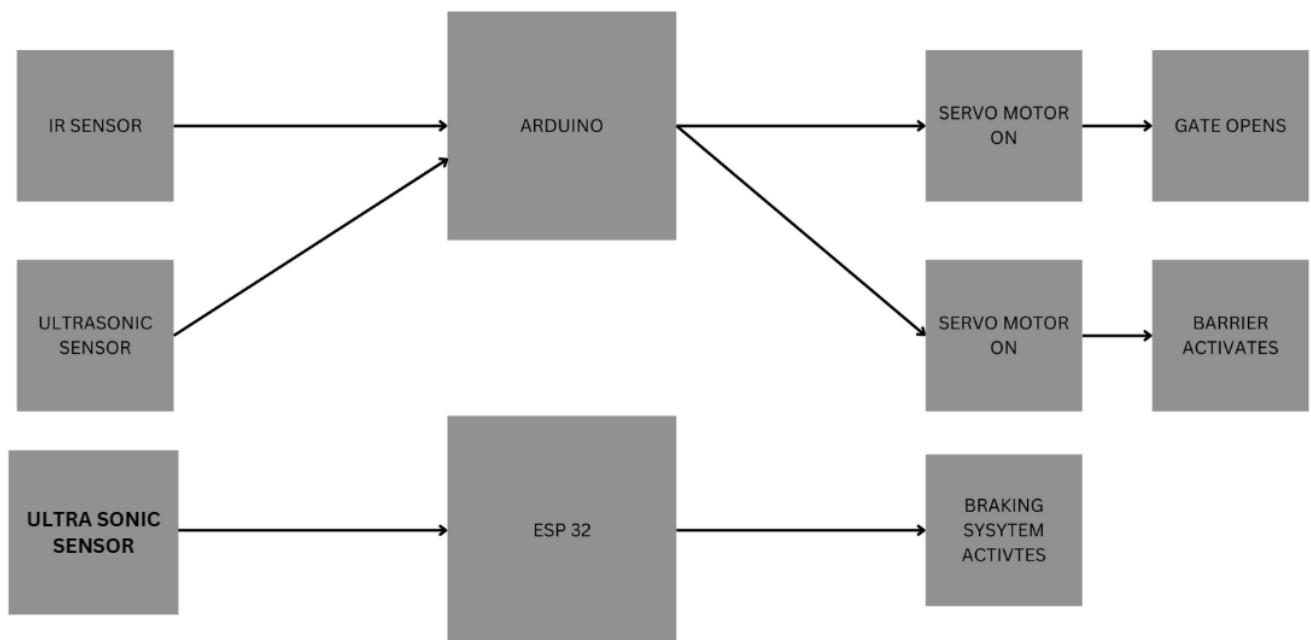 IR SENSOR
ARDUINO
SERVO MOTOR
ON
GATE OPENS
ULTRASONIC
SENSOR
SERVO MOTOR
ON
BARRIER
ACTIVATES
ULTRA SONIC
SENSOR
ESP 32
BRAKING
SYSYTEM
ACTIVTES